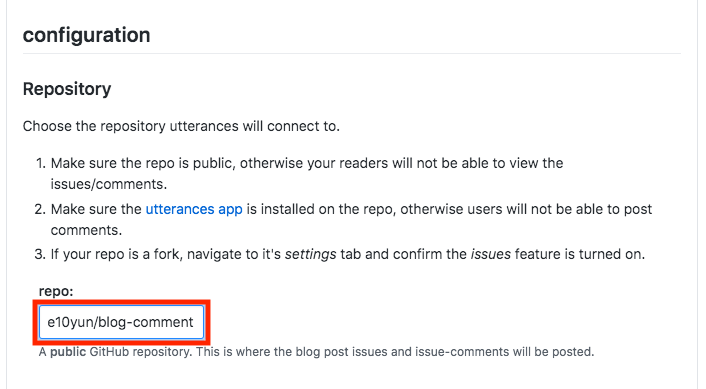 configuration
Repository
Choose the repository utterances will connect to.
1. Make sure the repo is public, otherwise your readers will not be able to view the
issues/comments.
2. Make sure the utterances app is installed on the repo, otherwise users will not be able to post
comments.
3. If your repo is a fork, navigate to it's settings tab and confirm the issues feature is turned on.
repo:
e10yun/blog-comment
A public GitHub repository. This is where the blog post issues and issue-comments will be posted.